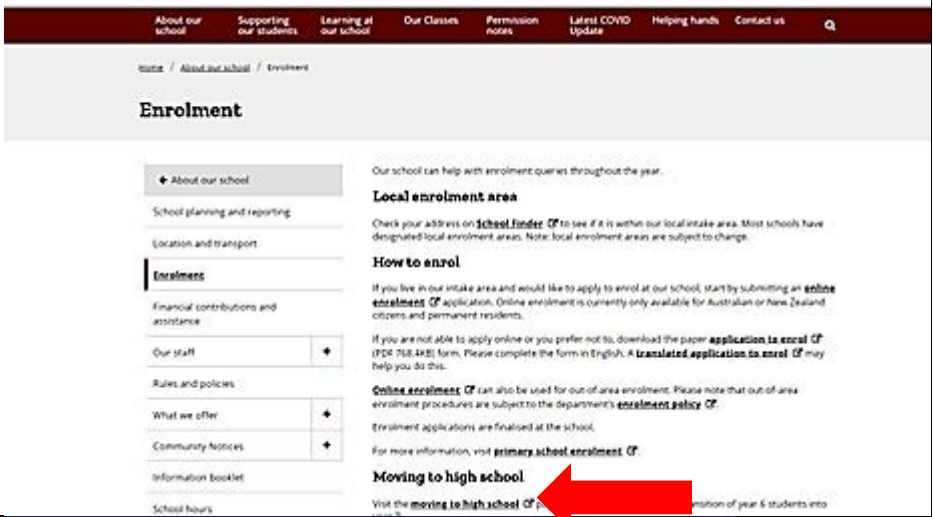 About our school
Supporting our students
Learning at our school
Our Classes
Permission notes
Latest COVID Update
Helping hands
Contact us
Home / About our school / Enrolment
Enrolment
About our school
School planning and reporting
Location and transport
Enrolment
Financial contributions and
assistance
Our staff
Rules and policies
What we offer
Community Notices
Information booklet
School hours
Our school can help with enrolment queries throughout the year.
Local enrolment area
Check your address on School Finder to see if it is within our local intake area. Most schools have
designated local enrolment areas. Note: local enrolment areas are subject to change.
How to enrol
If you live in our intake area and would like to apply to enrol at our school, start by submitting an online
enrolment application. Online enrolment is currently only available for Australian or New Zealand
citizens and permanent residents.
If you are not able to apply online or you prefer not to, download the paper application to enrol
(PDF 768.4KB) form. Please complete the form in English. A translated application to enrol may
help you do this.
Online enrolment can also be used for out-of-area enrolment. Please note that out-of-area
enrolment procedures are subject to the department's enrolment policy.
Enrolment applications are finalised at the school.
For more information, visit primary school enrolment.
Moving to high school
Visit the moving to high school of year 6 students into